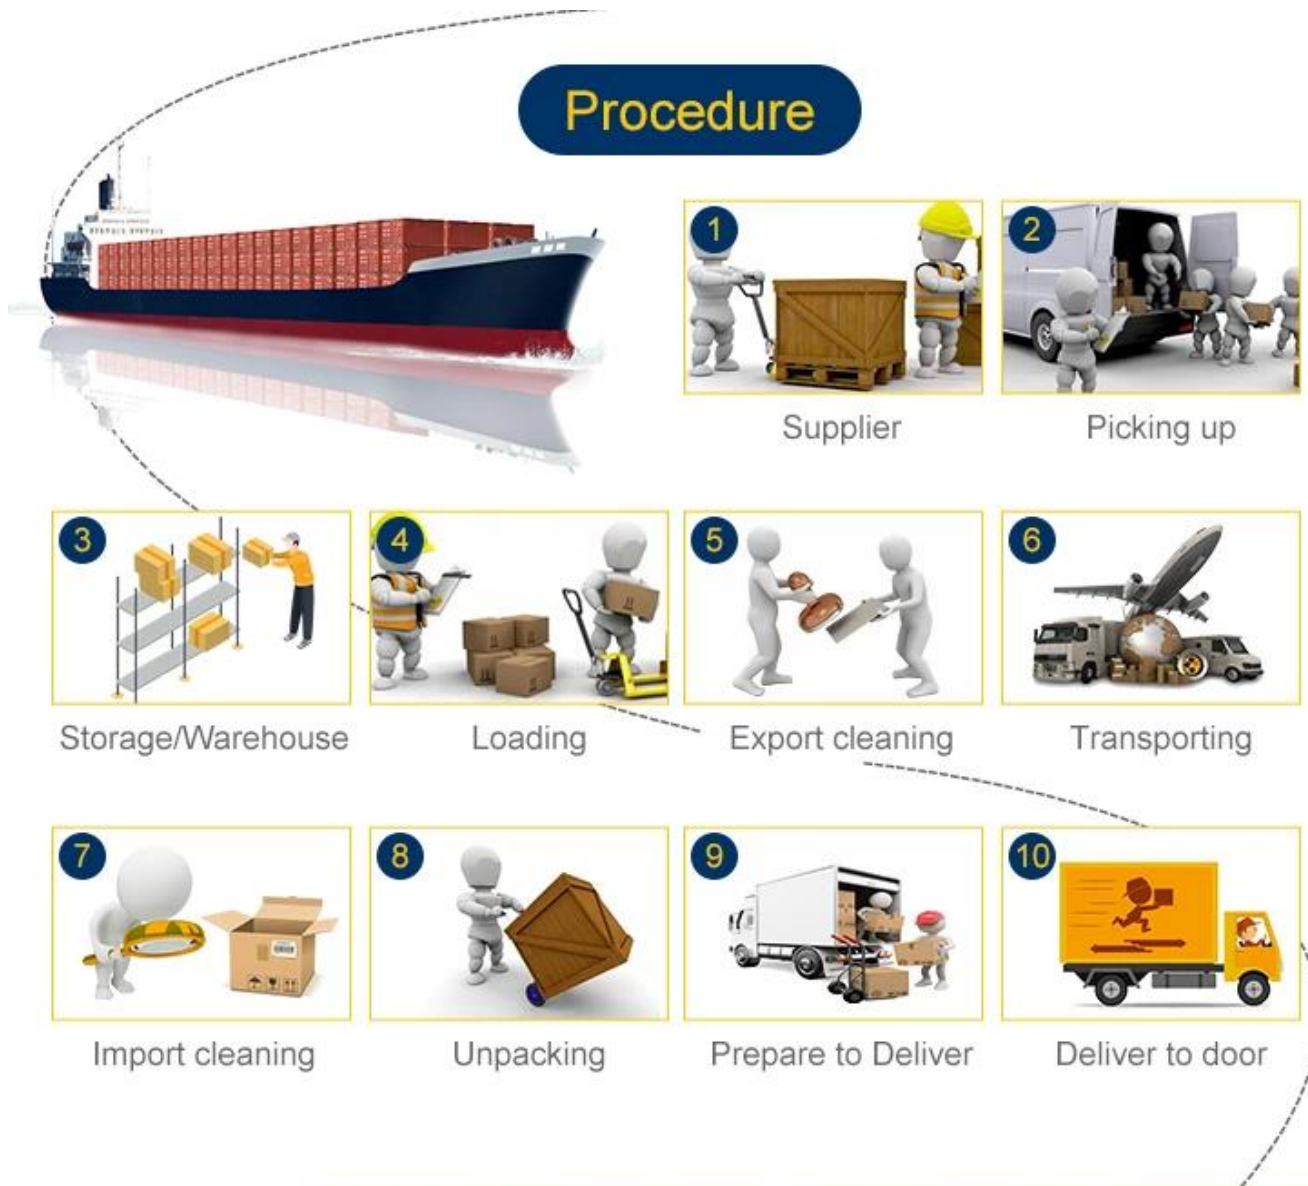 Procedure
1
2
Supplier
Picking up
3
4
5
6
Storage/Warehouse
Loading
Export cleaning
Transporting
7
8
9
10
Import cleaning
Unpacking
Prepare to Deliver
Deliver to door